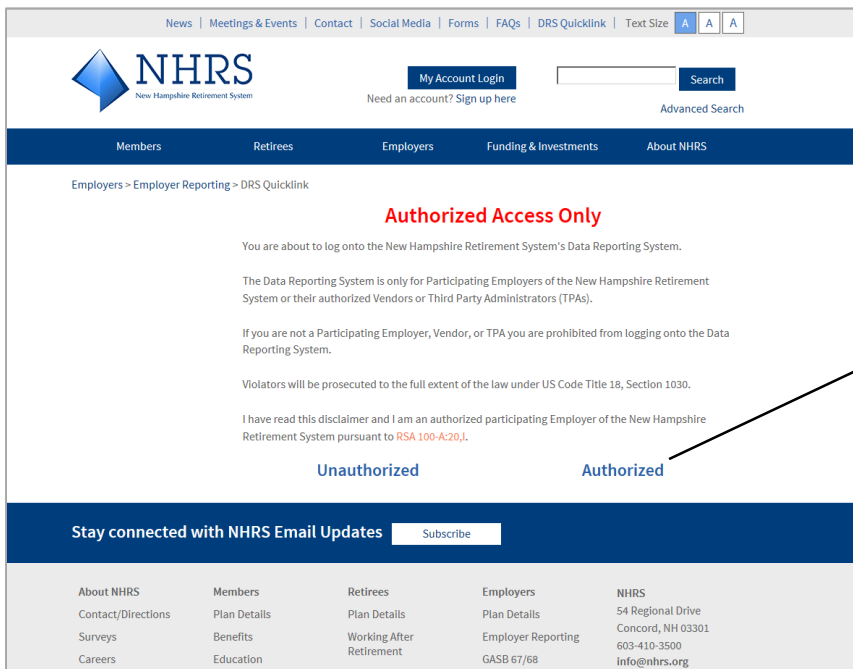 News | Meetings & Events | Contact | Social Media | Forms | FAQs | DRS Quicklink | Text Size A A A
NHRS
New Hampshire Retirement System
My Account Login
Search
Need an account? Sign up here
Advanced Search
Members Retirees Employers Funding & Investments About NHRS
Employers > Employer Reporting > DRS Quicklink
Authorized Access Only
You are about to log onto the New Hampshire Retirement System's Data Reporting System.
The Data Reporting System is only for Participating Employers of the New Hampshire Retirement
System or their authorized Vendors or Third Party Administrators (TPAs).
If you are not a Participating Employer, Vendor, or TPA you are prohibited from logging onto the Data
Reporting System.
Violators will be prosecuted to the full extent of the law under US Code Title 18, Section 1030.
I have read this disclaimer and I am an authorized participating Employer of the New Hampshire
Retirement System pursuant to RSA 100-A:20,I.
Unauthorized Authorized
Stay connected with NHRS Email Updates Subscribe
About NHRS
Contact/Directions
Surveys
Careers
Members
Plan Details
Benefits
Education
Retirees
Plan Details
Working After
Retirement
Employers
Plan Details
Employer Reporting
GASB 67/68
NHRS
54 Regional Drive
Concord, NH 03301
603-410-3500
info@nhrs.org